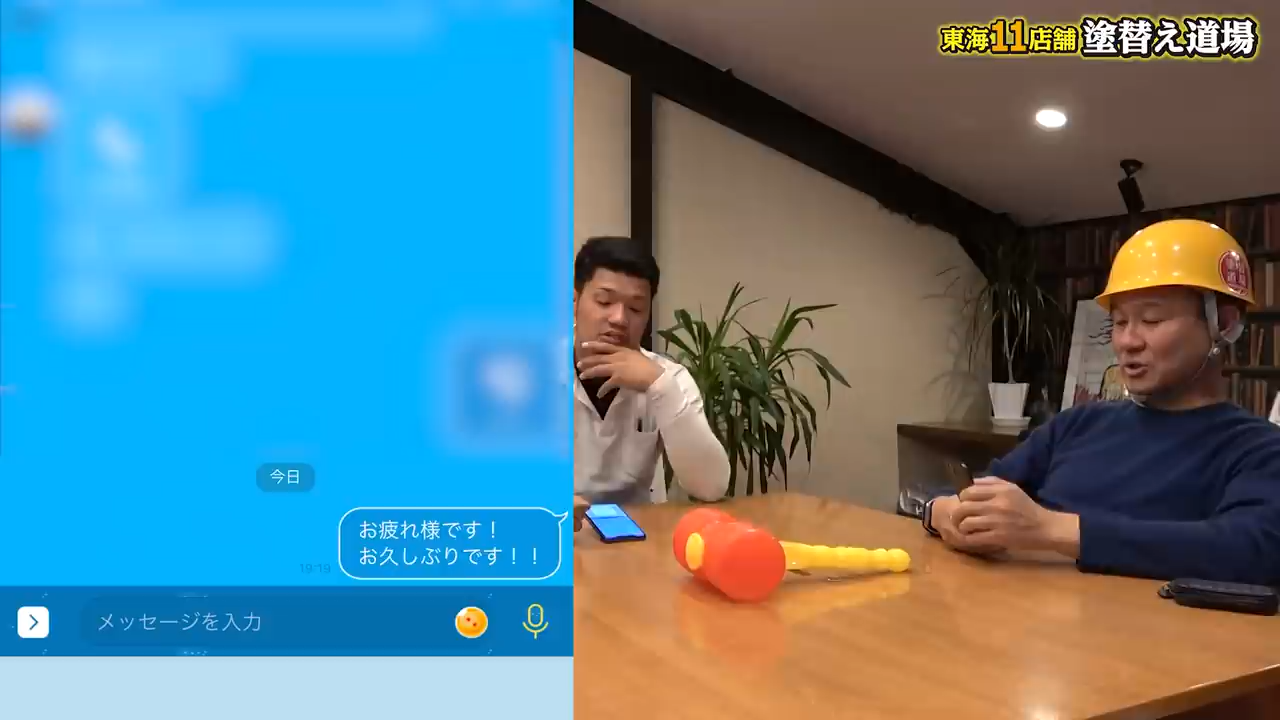 東海11店舗 塗替え道場
今日
お疲れ様です！
お久しぶりです！！
19:19
メッセージを入力